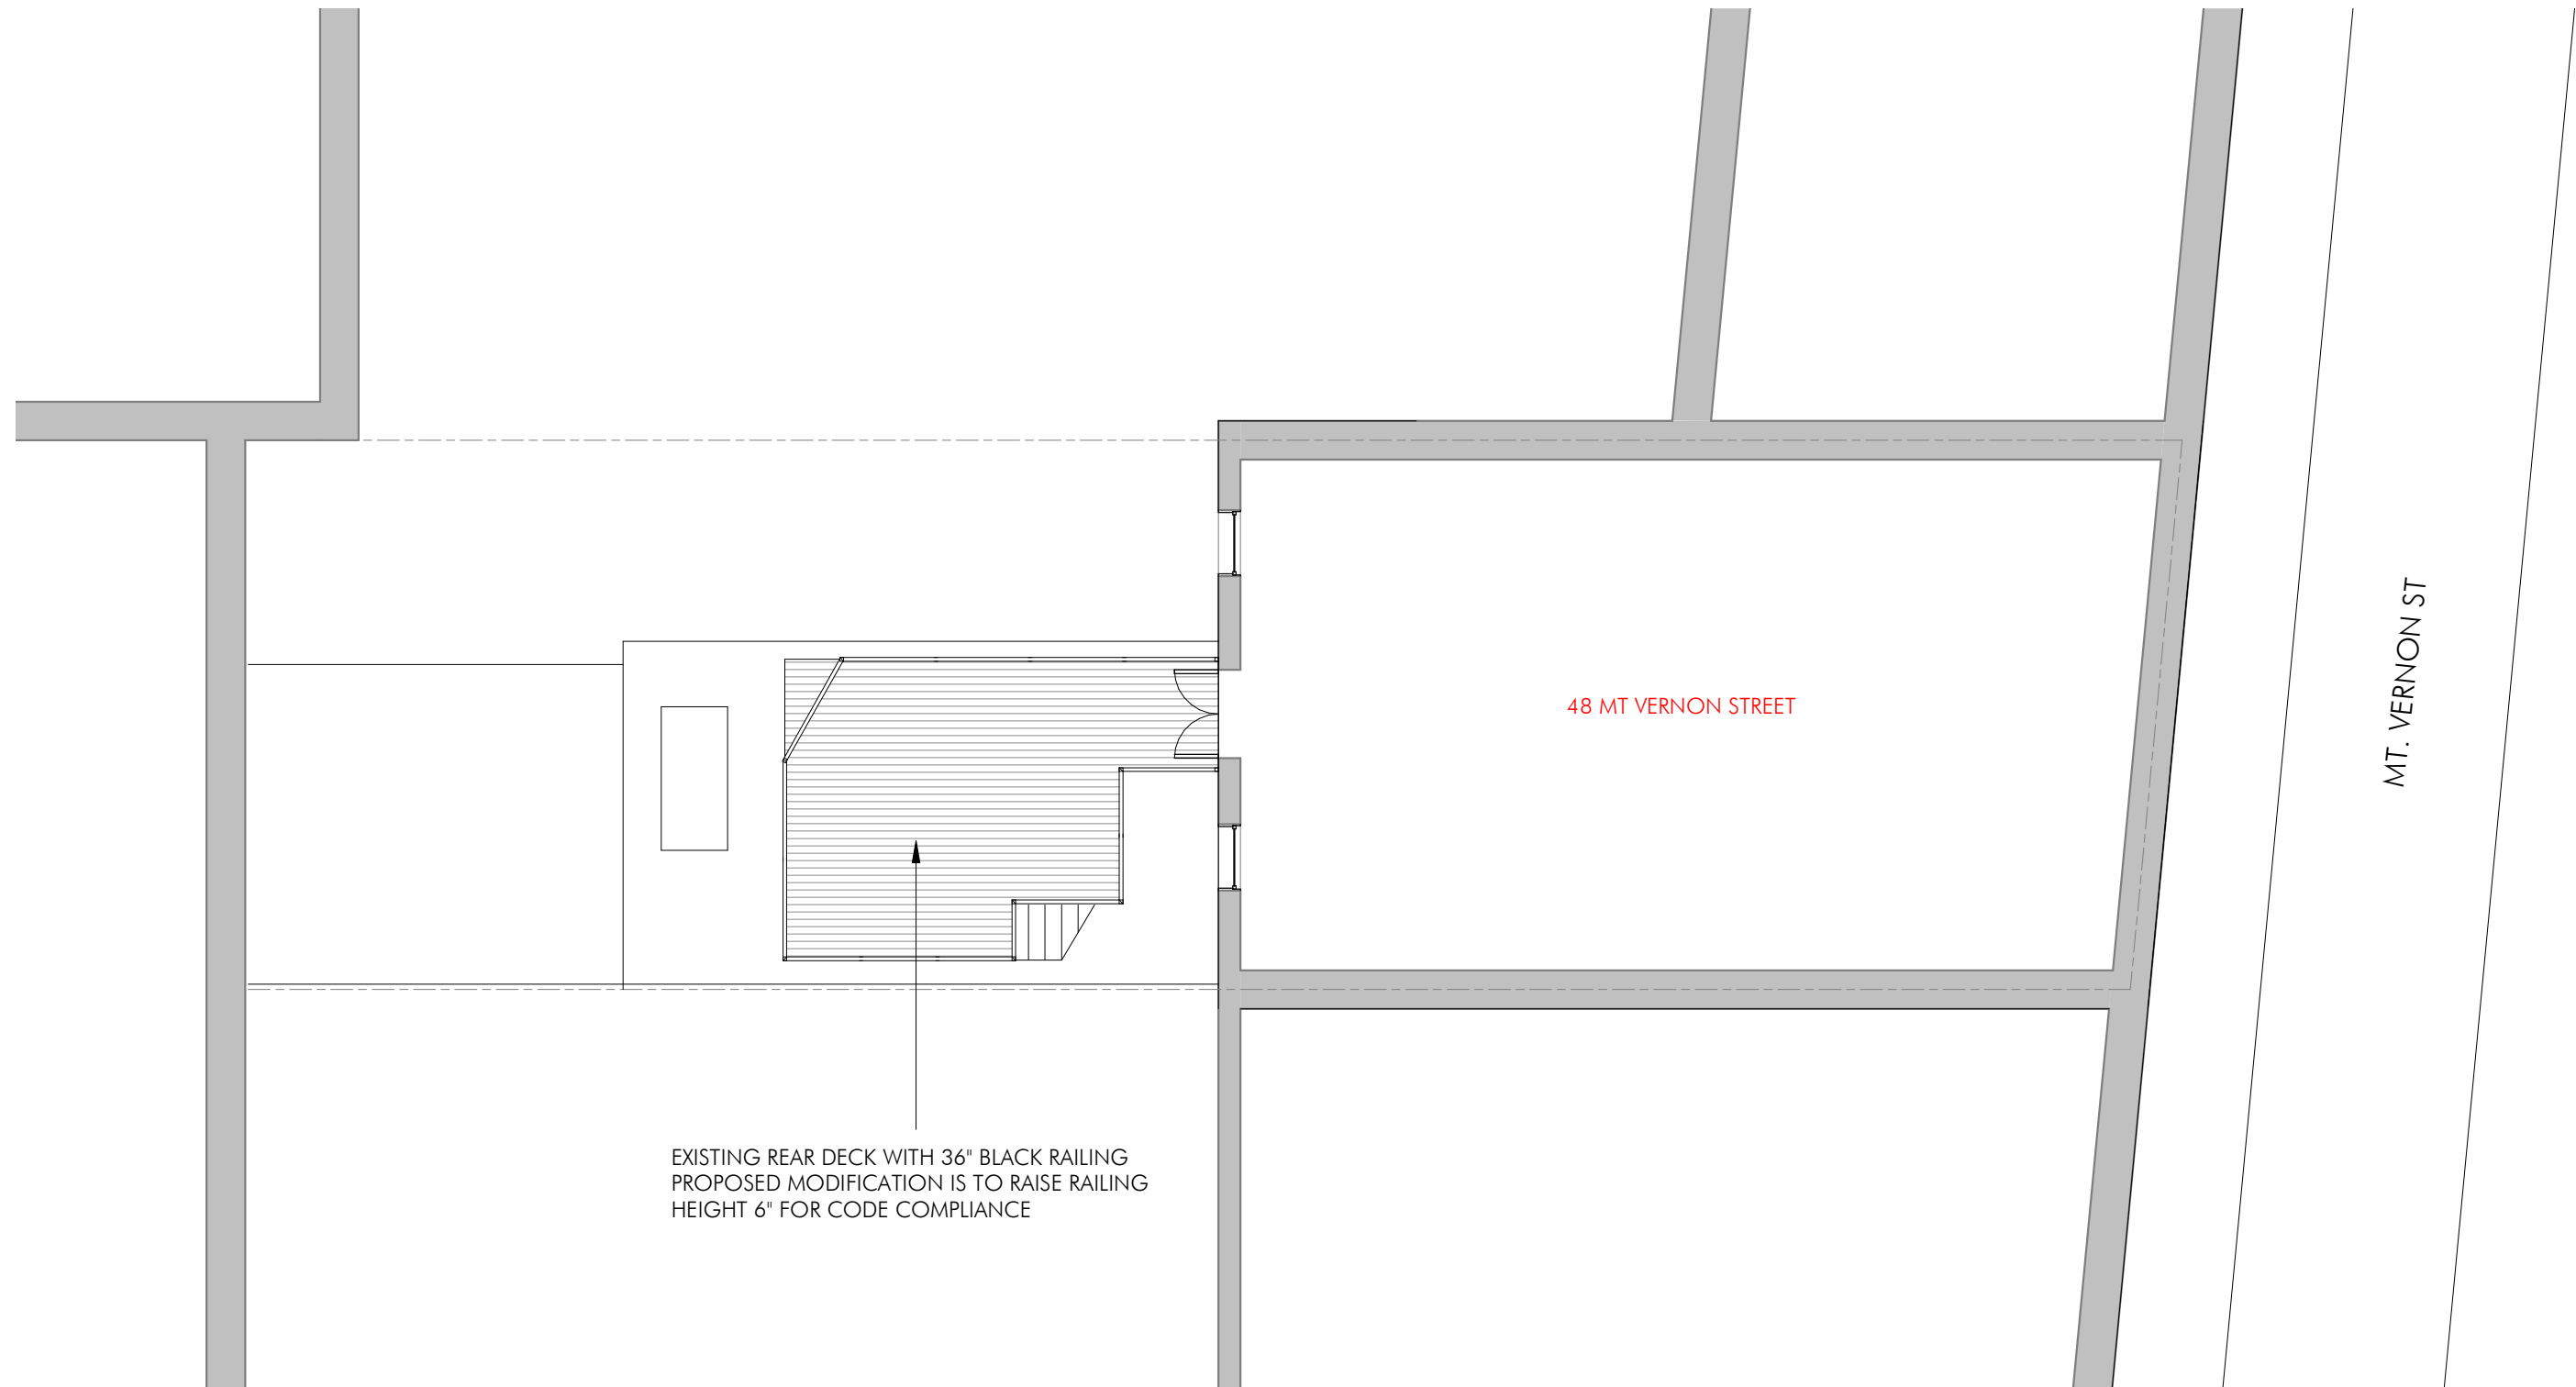 48 MT VERNON STREET
MT. VERNON ST
EXISTING REAR DECK WITH 36" BLACK RAILING
PROPOSED MODIFICATION IS TO RAISE RAILING
HEIGHT 6" FOR CODE COMPLIANCE